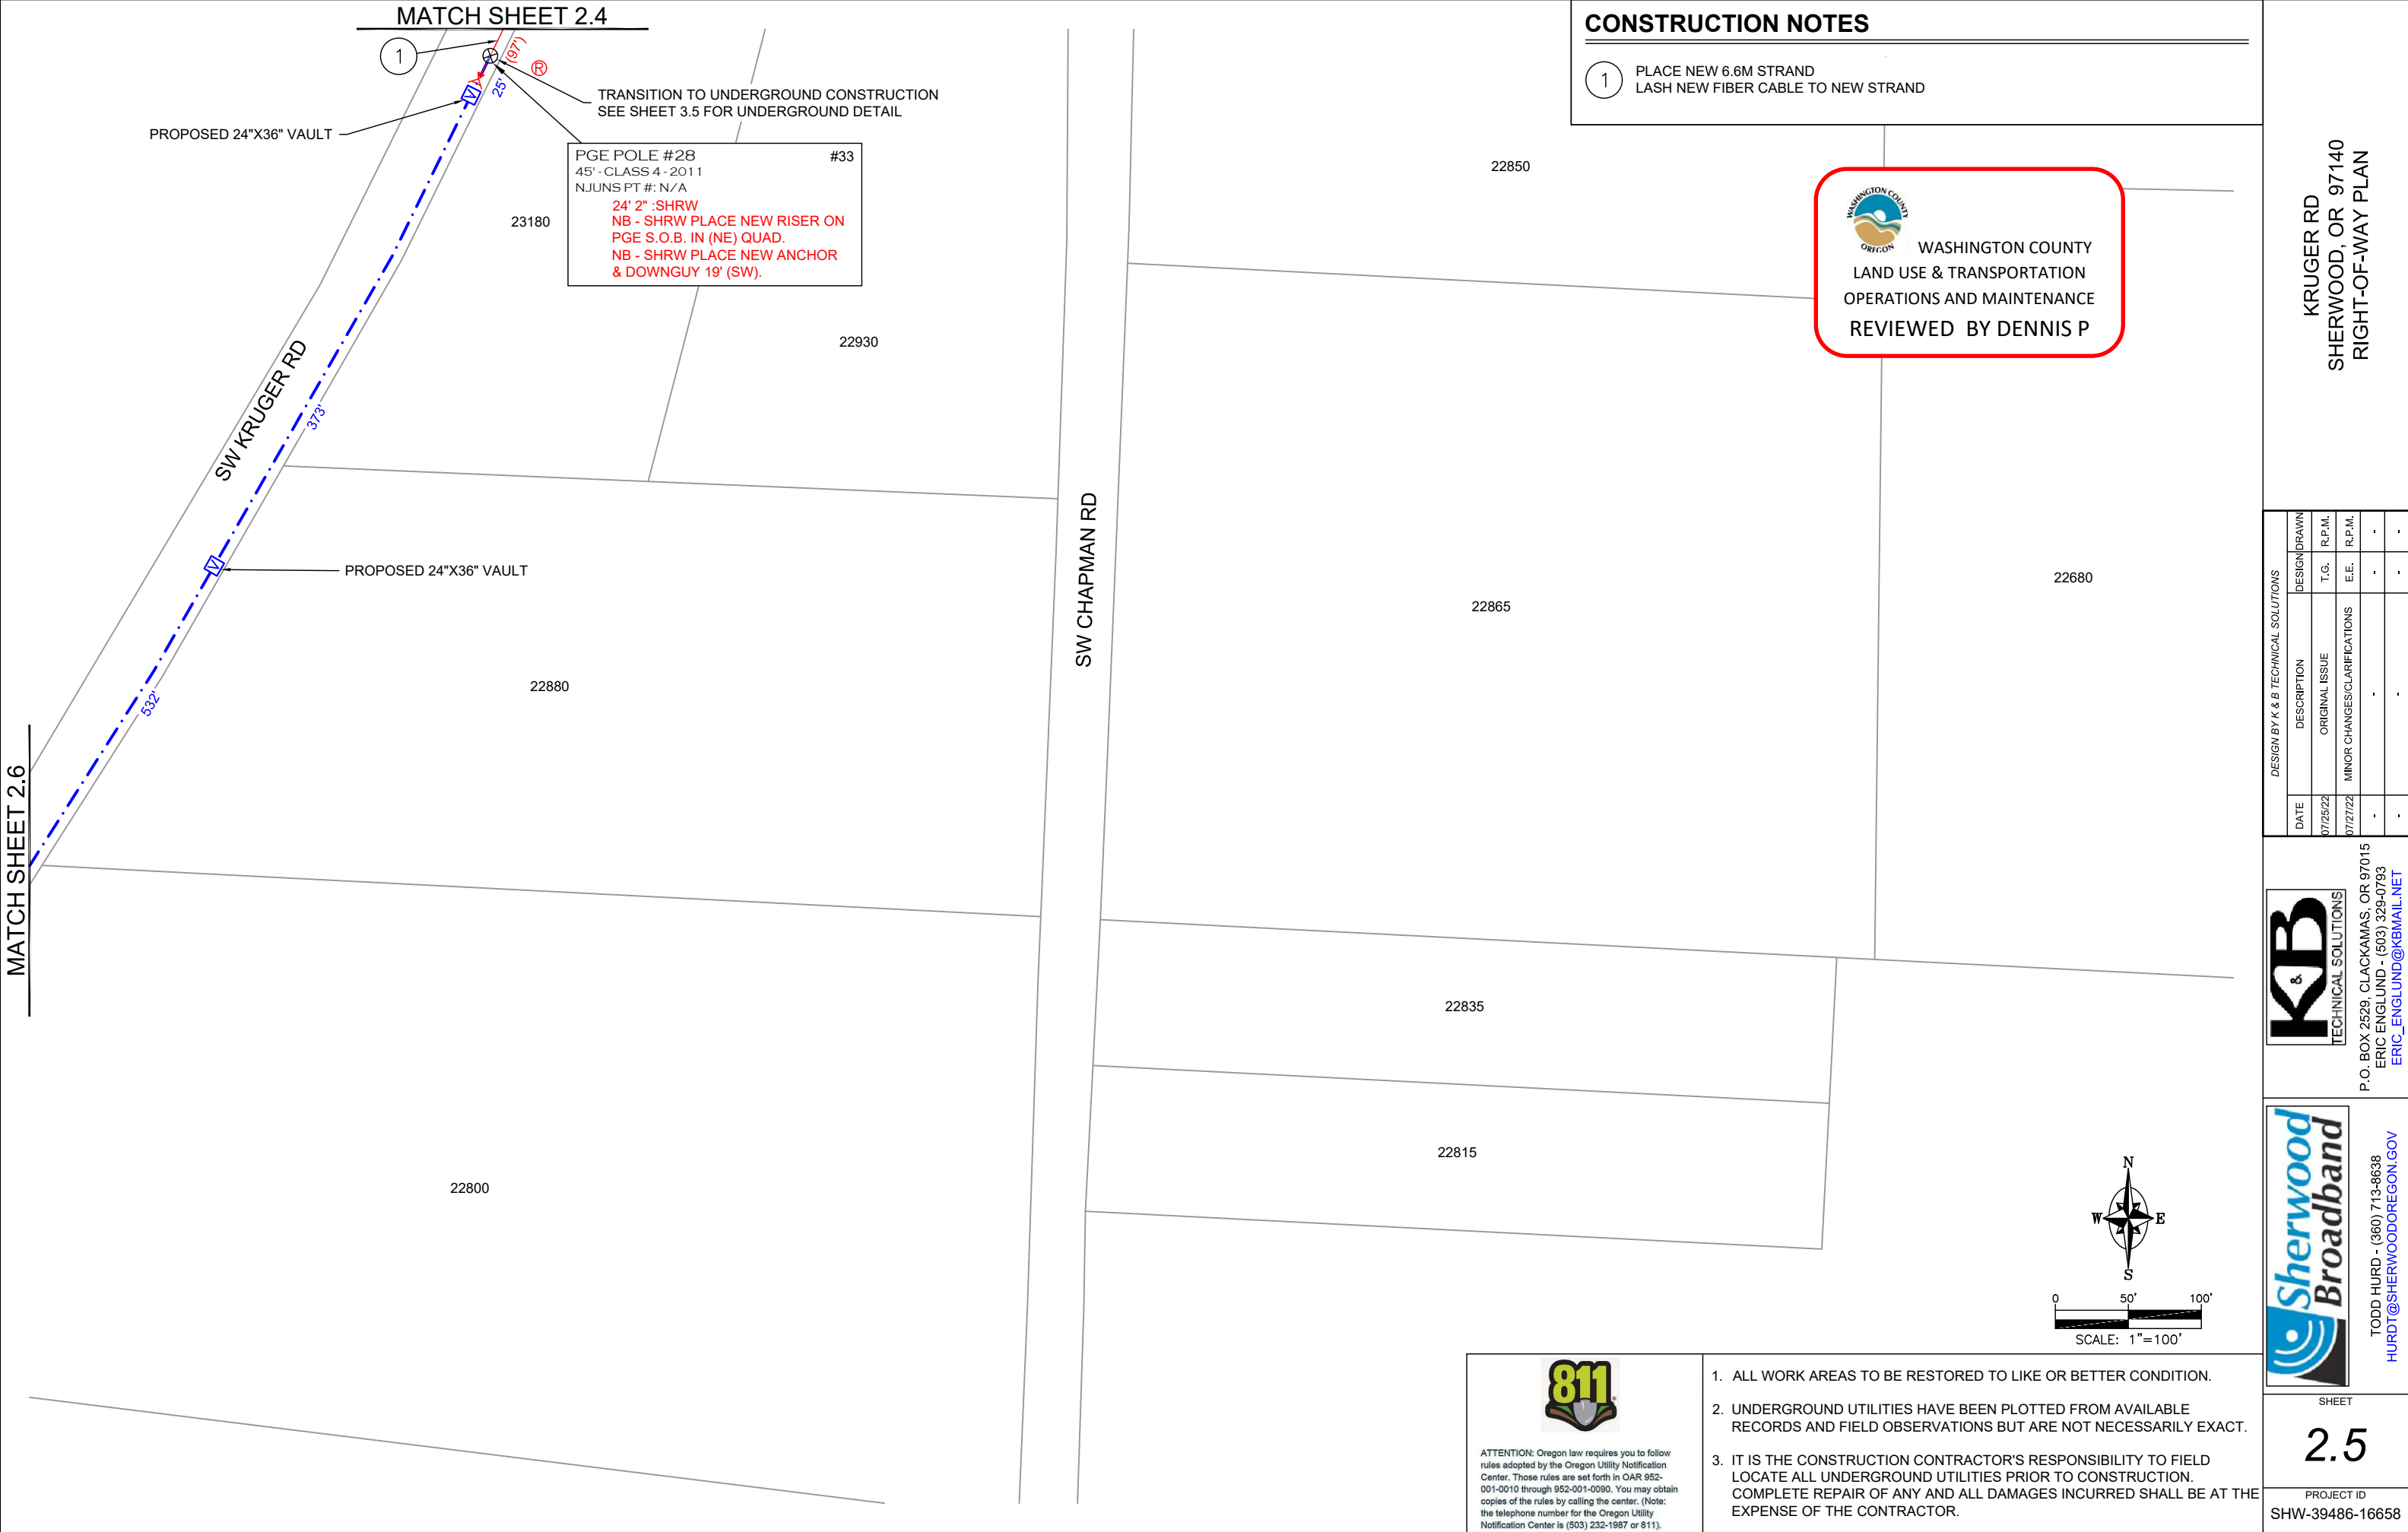 MATCH SHEET 2.4
1
(97')
R
25'
TRANSITION TO UNDERGROUND CONSTRUCTION
SEE SHEET 3.5 FOR UNDERGROUND DETAIL
V
PROPOSED 24"X36" VAULT
PGE POLE #28 #33
45' - CLASS 4 - 2011
NJUNS PT #: N/A
24' 2" :SHRW
NB - SHRW PLACE NEW RISER ON
PGE S.O.B. IN (NE) QUAD.
NB - SHRW PLACE NEW ANCHOR
& DOWNGUY 19' (SW).
23180
22930
SW KRUGER RD
373'
V
PROPOSED 24"X36" VAULT
532'
22880
MATCH SHEET 2.6
22800
SW CHAPMAN RD
22850
22865
22680
22835
22815
CONSTRUCTION NOTES
1
PLACE NEW 6.6M STRAND
LASH NEW FIBER CABLE TO NEW STRAND
WASHINGTON COUNTY
OREGON
WASHINGTON COUNTY
LAND USE & TRANSPORTATION
OPERATIONS AND MAINTENANCE
REVIEWED BY DENNIS P
N
W E
S
0 50' 100'
SCALE: 1"=100'
811
ATTENTION: Oregon law requires you to follow
rules adopted by the Oregon Utility Notification
Center. Those rules are set forth in OAR 952-
001-0010 through 952-001-0090. You may obtain
copies of the rules by calling the center. (Note:
the telephone number for the Oregon Utility
Notification Center is (503) 232-1987 or 811).
1. ALL WORK AREAS TO BE RESTORED TO LIKE OR BETTER CONDITION.
2. UNDERGROUND UTILITIES HAVE BEEN PLOTTED FROM AVAILABLE
RECORDS AND FIELD OBSERVATIONS BUT ARE NOT NECESSARILY EXACT.
3. IT IS THE CONSTRUCTION CONTRACTOR'S RESPONSIBILITY TO FIELD
LOCATE ALL UNDERGROUND UTILITIES PRIOR TO CONSTRUCTION.
COMPLETE REPAIR OF ANY AND ALL DAMAGES INCURRED SHALL BE AT THE
EXPENSE OF THE CONTRACTOR.
KRUGER RD
SHERWOOD, OR 97140
RIGHT-OF-WAY PLAN
DESIGN BY K & B TECHNICAL SOLUTIONS
DATE DESCRIPTION DESIGN DRAWN
07/25/22 ORIGINAL ISSUE T.G. R.P.M.
07/27/22 MINOR CHANGES/CLARIFICATIONS E.E. R.P.M.
- - - -
- - - -
K&B
TECHNICAL SOLUTIONS
P.O. BOX 2529, CLACKAMAS, OR 97015
ERIC ENGLUND - (503) 329-0793
ERIC_ENGLUND@KBMAIL.NET
Sherwood
Broadband
TODD HURD - (360) 713-8638
HURDT@SHERWOODOREGON.GOV
SHEET
2.5
PROJECT ID
SHW-39486-16658